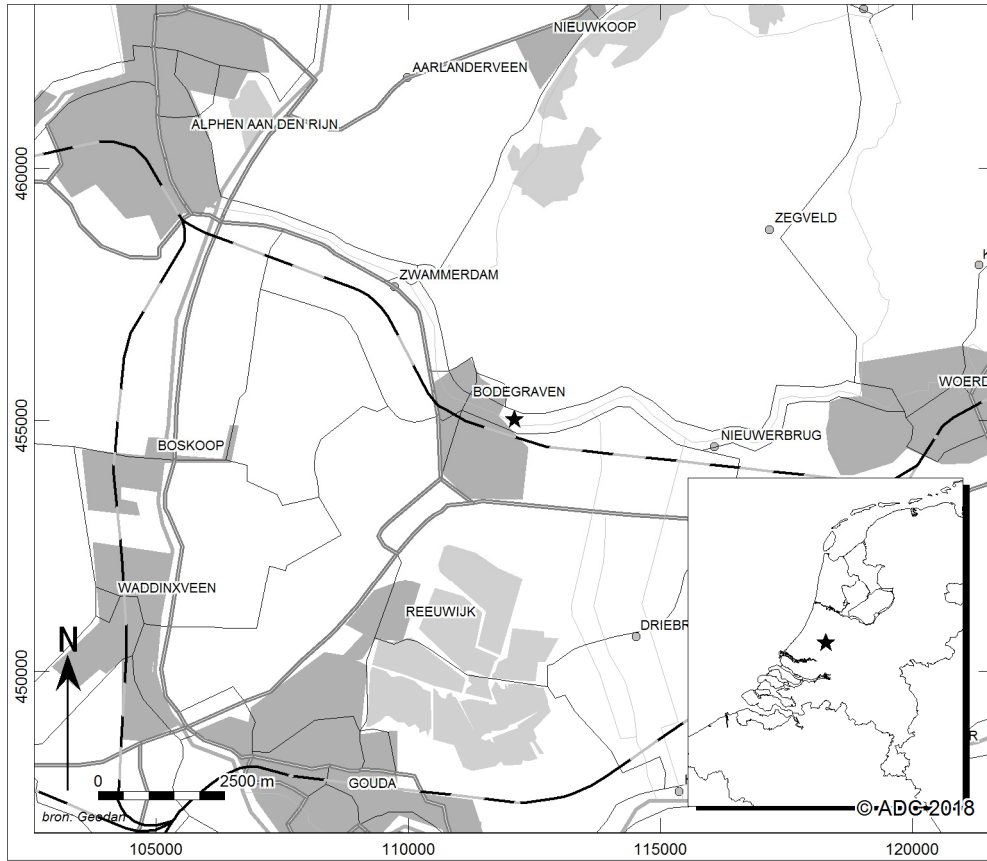 NIEUWKOOP
AARLANDERVEEN
ALPHEN AAN DEN RIJN
460000
ZEGVELD
K
ZWAMMERDAM
BODEGRAVEN
WOERD
455000
BOSKOOP
NIEUWERBRUG
WADDINXVEEN
REEUWIJK
DRIEBR
N
450000
R
0
2500 m
GOUDA
bron: Geodan
© ADC 2018
105000
110000
115000
120000